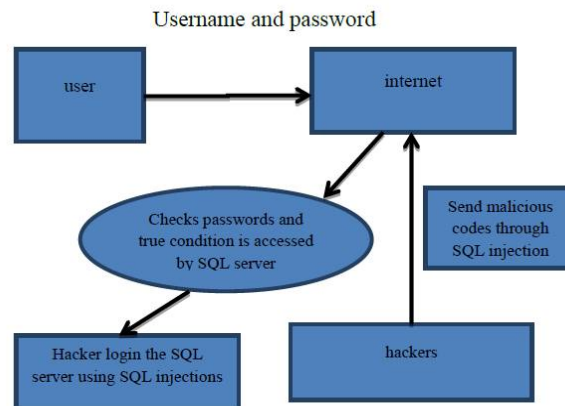 Username and password
user
internet
Checks passwords and
true condition is accessed
by SQL server
Send malicious
codes through
SQL injection
Hacker login the SQL
server using SQL injections
hackers